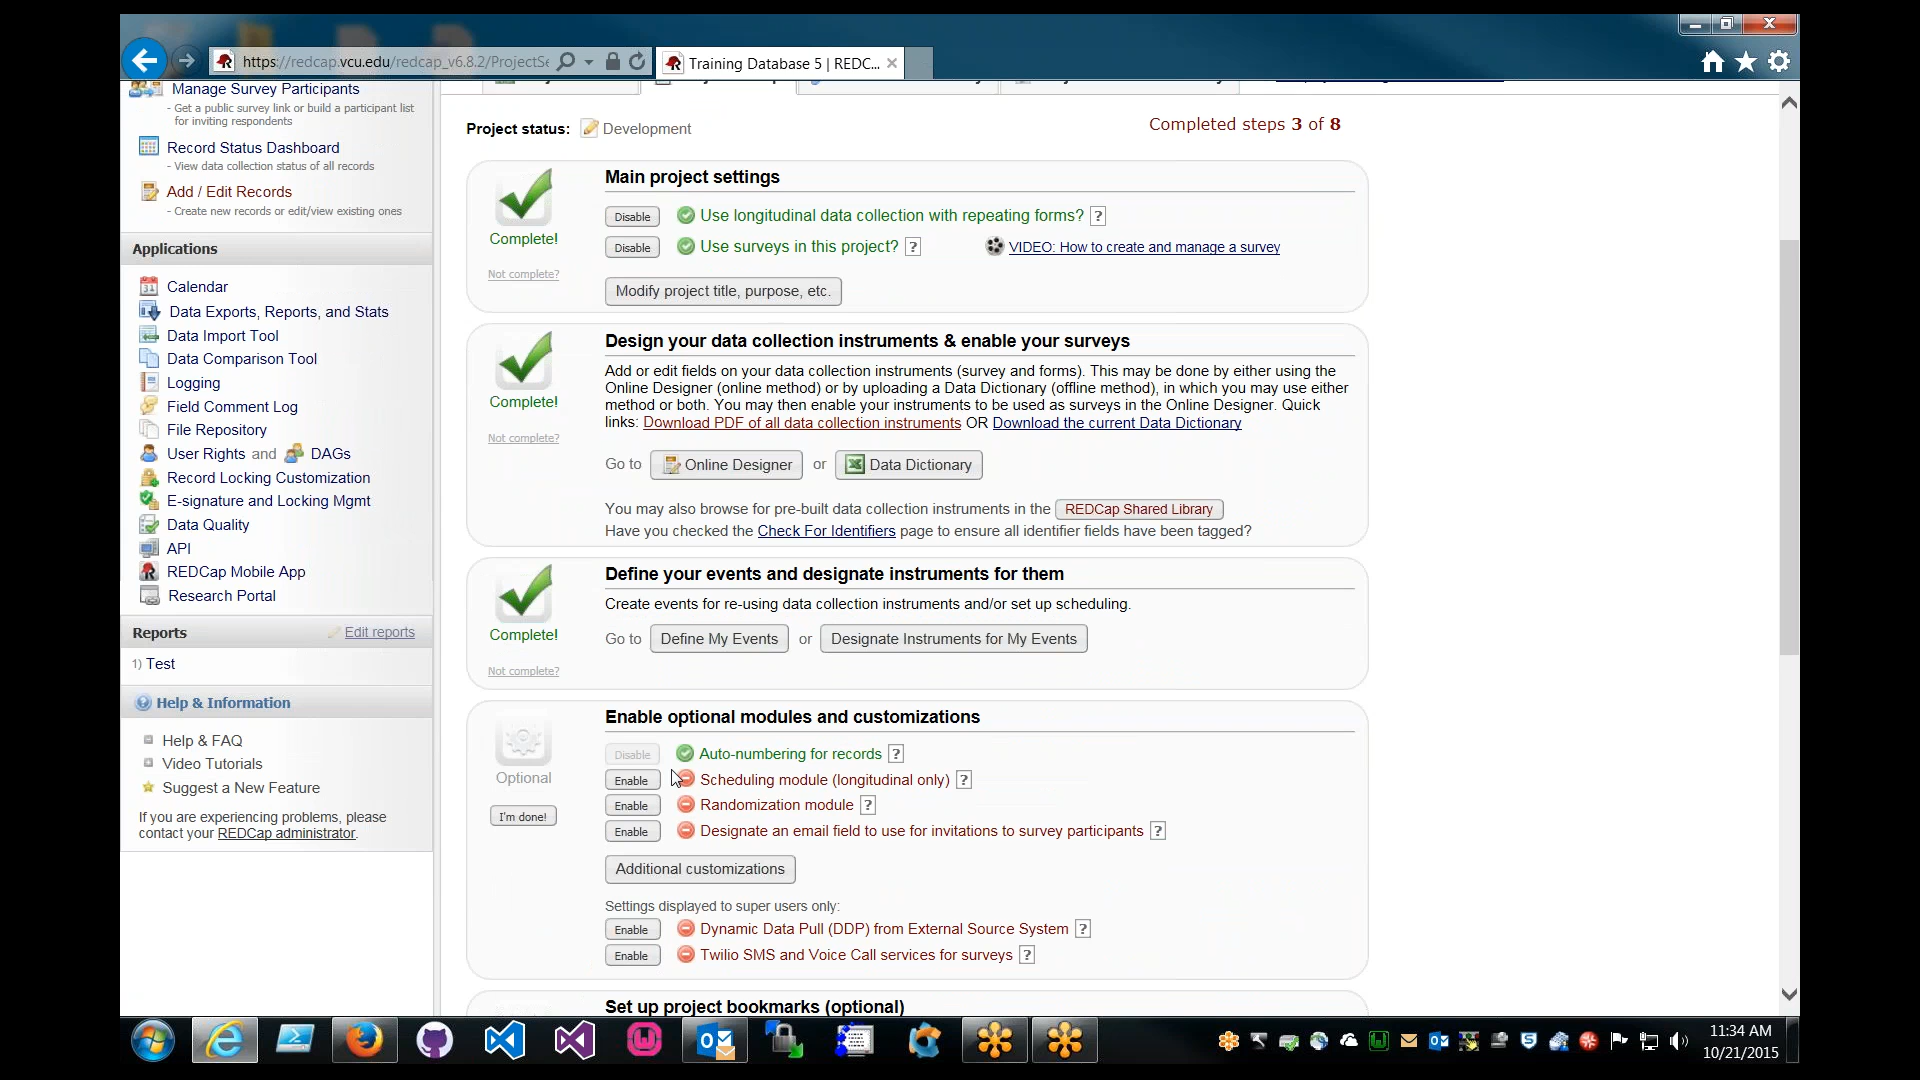 https://redcap.vcu.edu/redcap_v6.8.2/ProjectSe
Training Database 5 | REDC...
Manage Survey Participants
- Get a public survey link or build a participant list
for inviting respondents
Record Status Dashboard
- View data collection status of all records
Add / Edit Records
- Create new records or edit/view existing ones
Applications
31
Calendar
Data Exports, Reports, and Stats
Data Import Tool
Data Comparison Tool
Logging
Field Comment Log
File Repository
User Rights and DAGs
Record Locking Customization
E-signature and Locking Mgmt
Data Quality
API
REDCap Mobile App
Research Portal
Reports
Edit reports
1) Test
Help & Information
Help & FAQ
Video Tutorials
Suggest a New Feature
If you are experiencing problems, please
contact your REDCap administrator.
Project status: Development
Completed steps 3 of 8
Main project settings
Complete!
Not complete?
Disable Use longitudinal data collection with repeating forms? ?
Disable Use surveys in this project? ? VIDEO: How to create and manage a survey
Modify project title, purpose, etc.
Design your data collection instruments & enable your surveys
Complete!
Not complete?
Add or edit fields on your data collection instruments (survey and forms). This may be done by either using the
Online Designer (online method) or by uploading a Data Dictionary (offline method), in which you may use either
method or both. You may then enable your instruments to be used as surveys in the Online Designer. Quick
links: Download PDF of all data collection instruments OR Download the current Data Dictionary
Go to Online Designer or Data Dictionary
You may also browse for pre-built data collection instruments in the REDCap Shared Library
Have you checked the Check For Identifiers page to ensure all identifier fields have been tagged?
Define your events and designate instruments for them
Complete!
Not complete?
Create events for re-using data collection instruments and/or set up scheduling.
Go to Define My Events or Designate Instruments for My Events
Enable optional modules and customizations
Optional
I'm done!
Disable Auto-numbering for records ?
Enable Scheduling module (longitudinal only) ?
Enable Randomization module ?
Enable Designate an email field to use for invitations to survey participants ?
Additional customizations
Settings displayed to super users only:
Enable Dynamic Data Pull (DDP) from External Source System ?
Enable Twilio SMS and Voice Call services for surveys ?
Set up project bookmarks (optional)
11:34 AM
10/21/2015